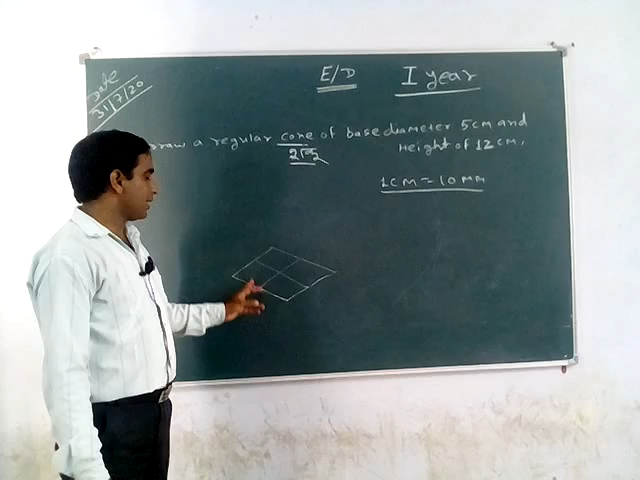 Date
31/7/20
E/D I year
Draw a regular cone of base diameter 5cm and
Height of 12cm,
1cm = 10mm